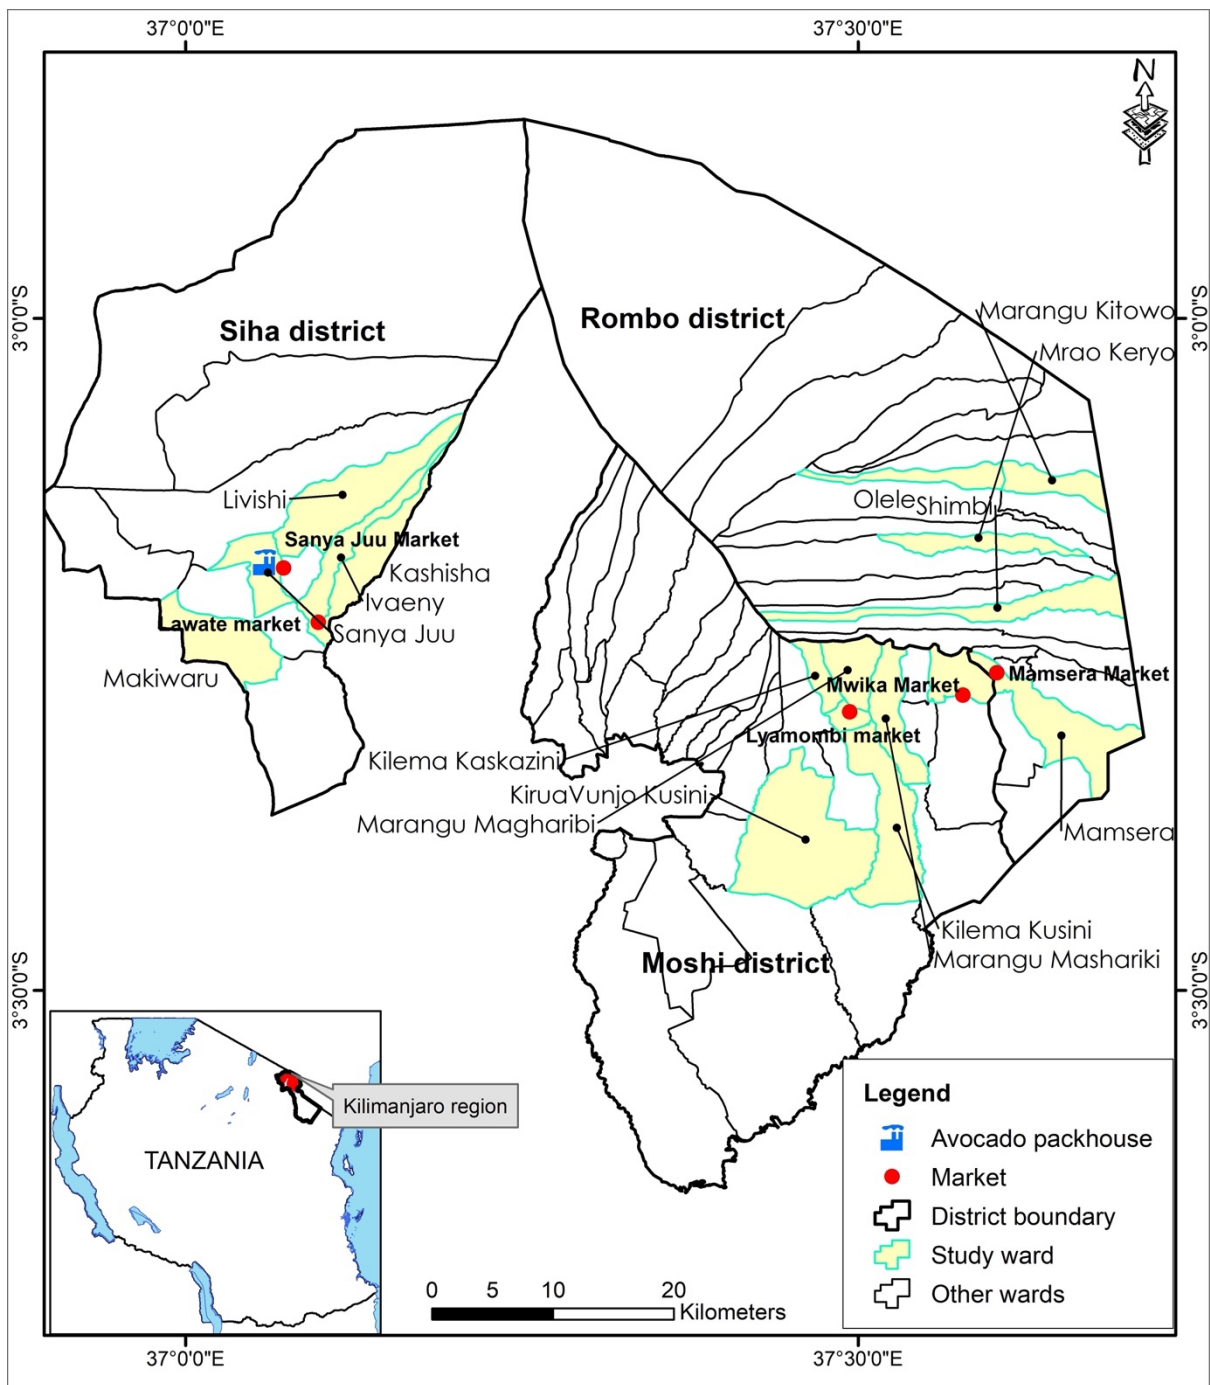 37°0'0"E
37°30'0"E
N
3°0'0"S
3°0'0"S
Marangu Kitowo
Mrao Keryo
Siha district
Rombo district
Livishi
Olele
Shimbi
Sanya Juu Market
Kashisha
Ivaeny
Lawate market
Sanya Juu
Makiwaru
Mamsera Market
Mwika Market
Lyamombi market
Kilema Kaskazini
KiruaVunjo Kusini
Marangu Magharibi
Mamsera
Kilema Kusini
Marangu Mashariki
Moshi district
3°30'0"S
3°30'0"S
Kilimanjaro region
TANZANIA
Legend
Avocado packhouse
Market
District boundary
Study ward
Other wards
0 5 10 20
Kilometers
37°0'0"E
37°30'0"E